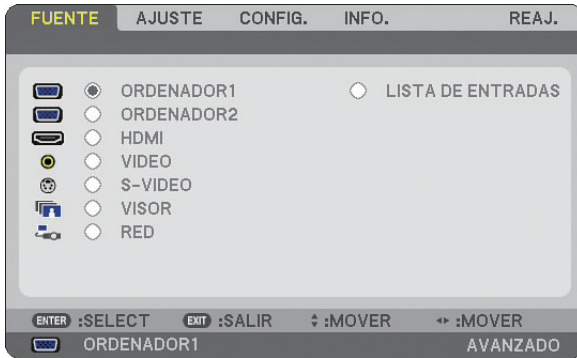 FUENTE AJUSTE CONFIG. INFO. REAJ.
ORDENADOR1 LISTA DE ENTRADAS
ORDENADOR2
HDMI
VIDEO
S-VIDEO
VISOR
RED
ENTER :SELECT EXIT :SALIR :MOVER :MOVER
ORDENADOR1 AVANZADO